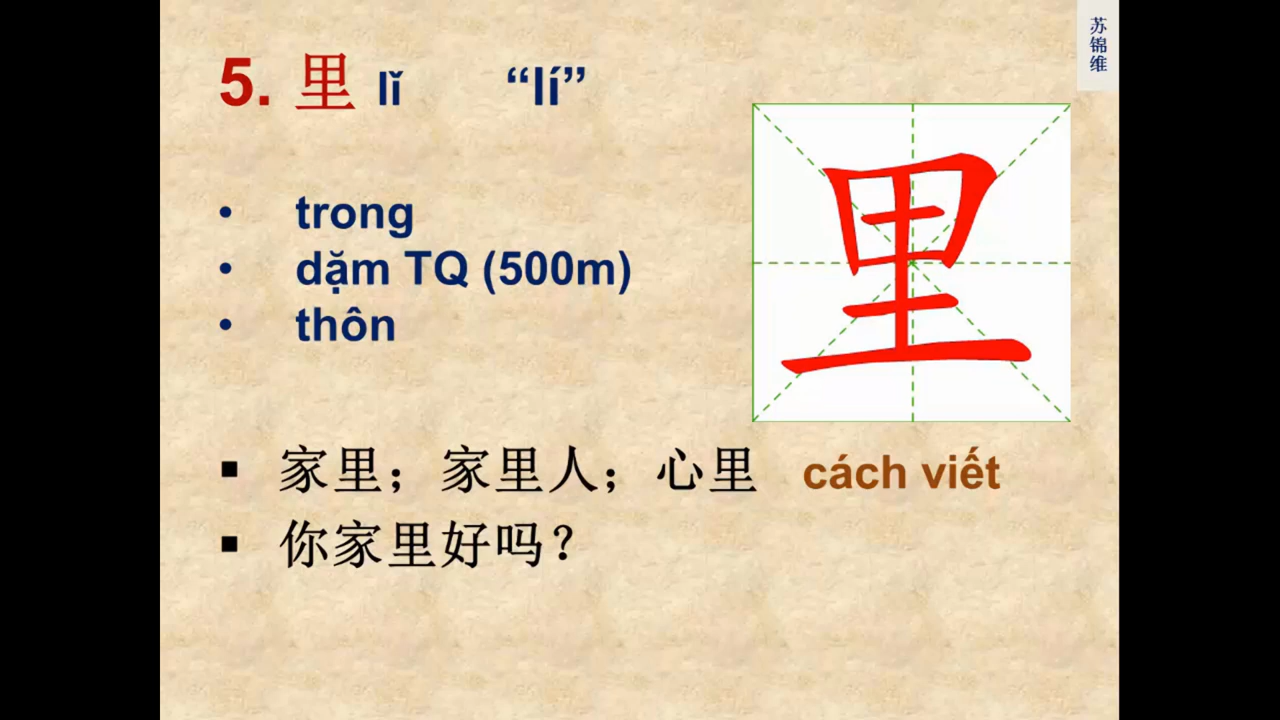 苏锦维
5. 里 lǐ “lí”
• trong
• dặm TQ (500m)
• thôn
里
▪ 家里；家里人；心里 cách viết
▪ 你家里好吗？